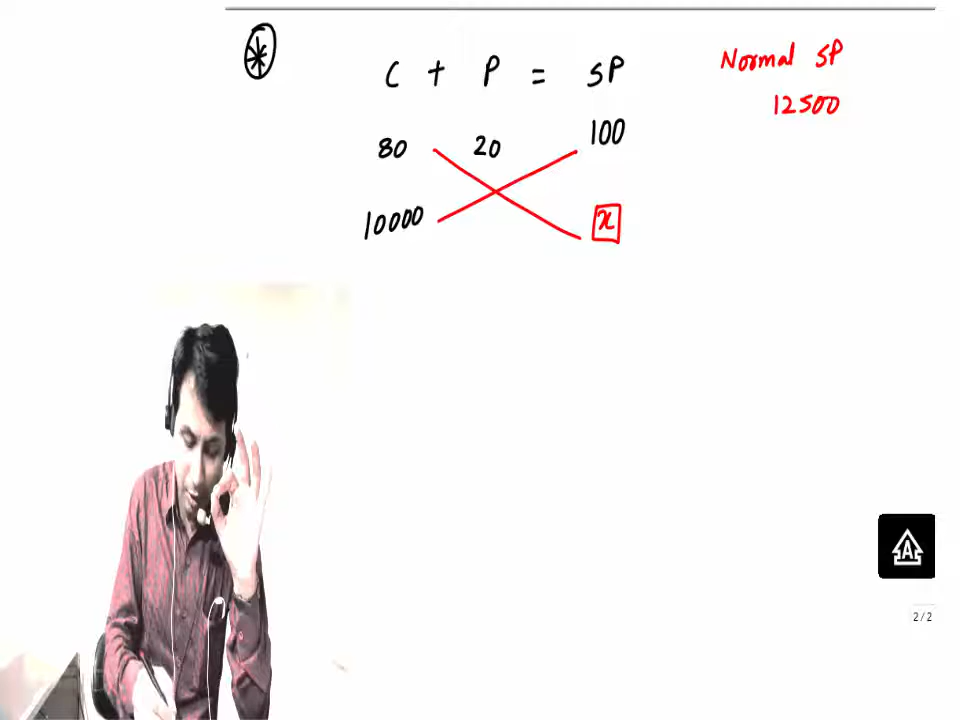 C + P = SP
80 20 100
10000 x
Normal SP
12500
A
2/2